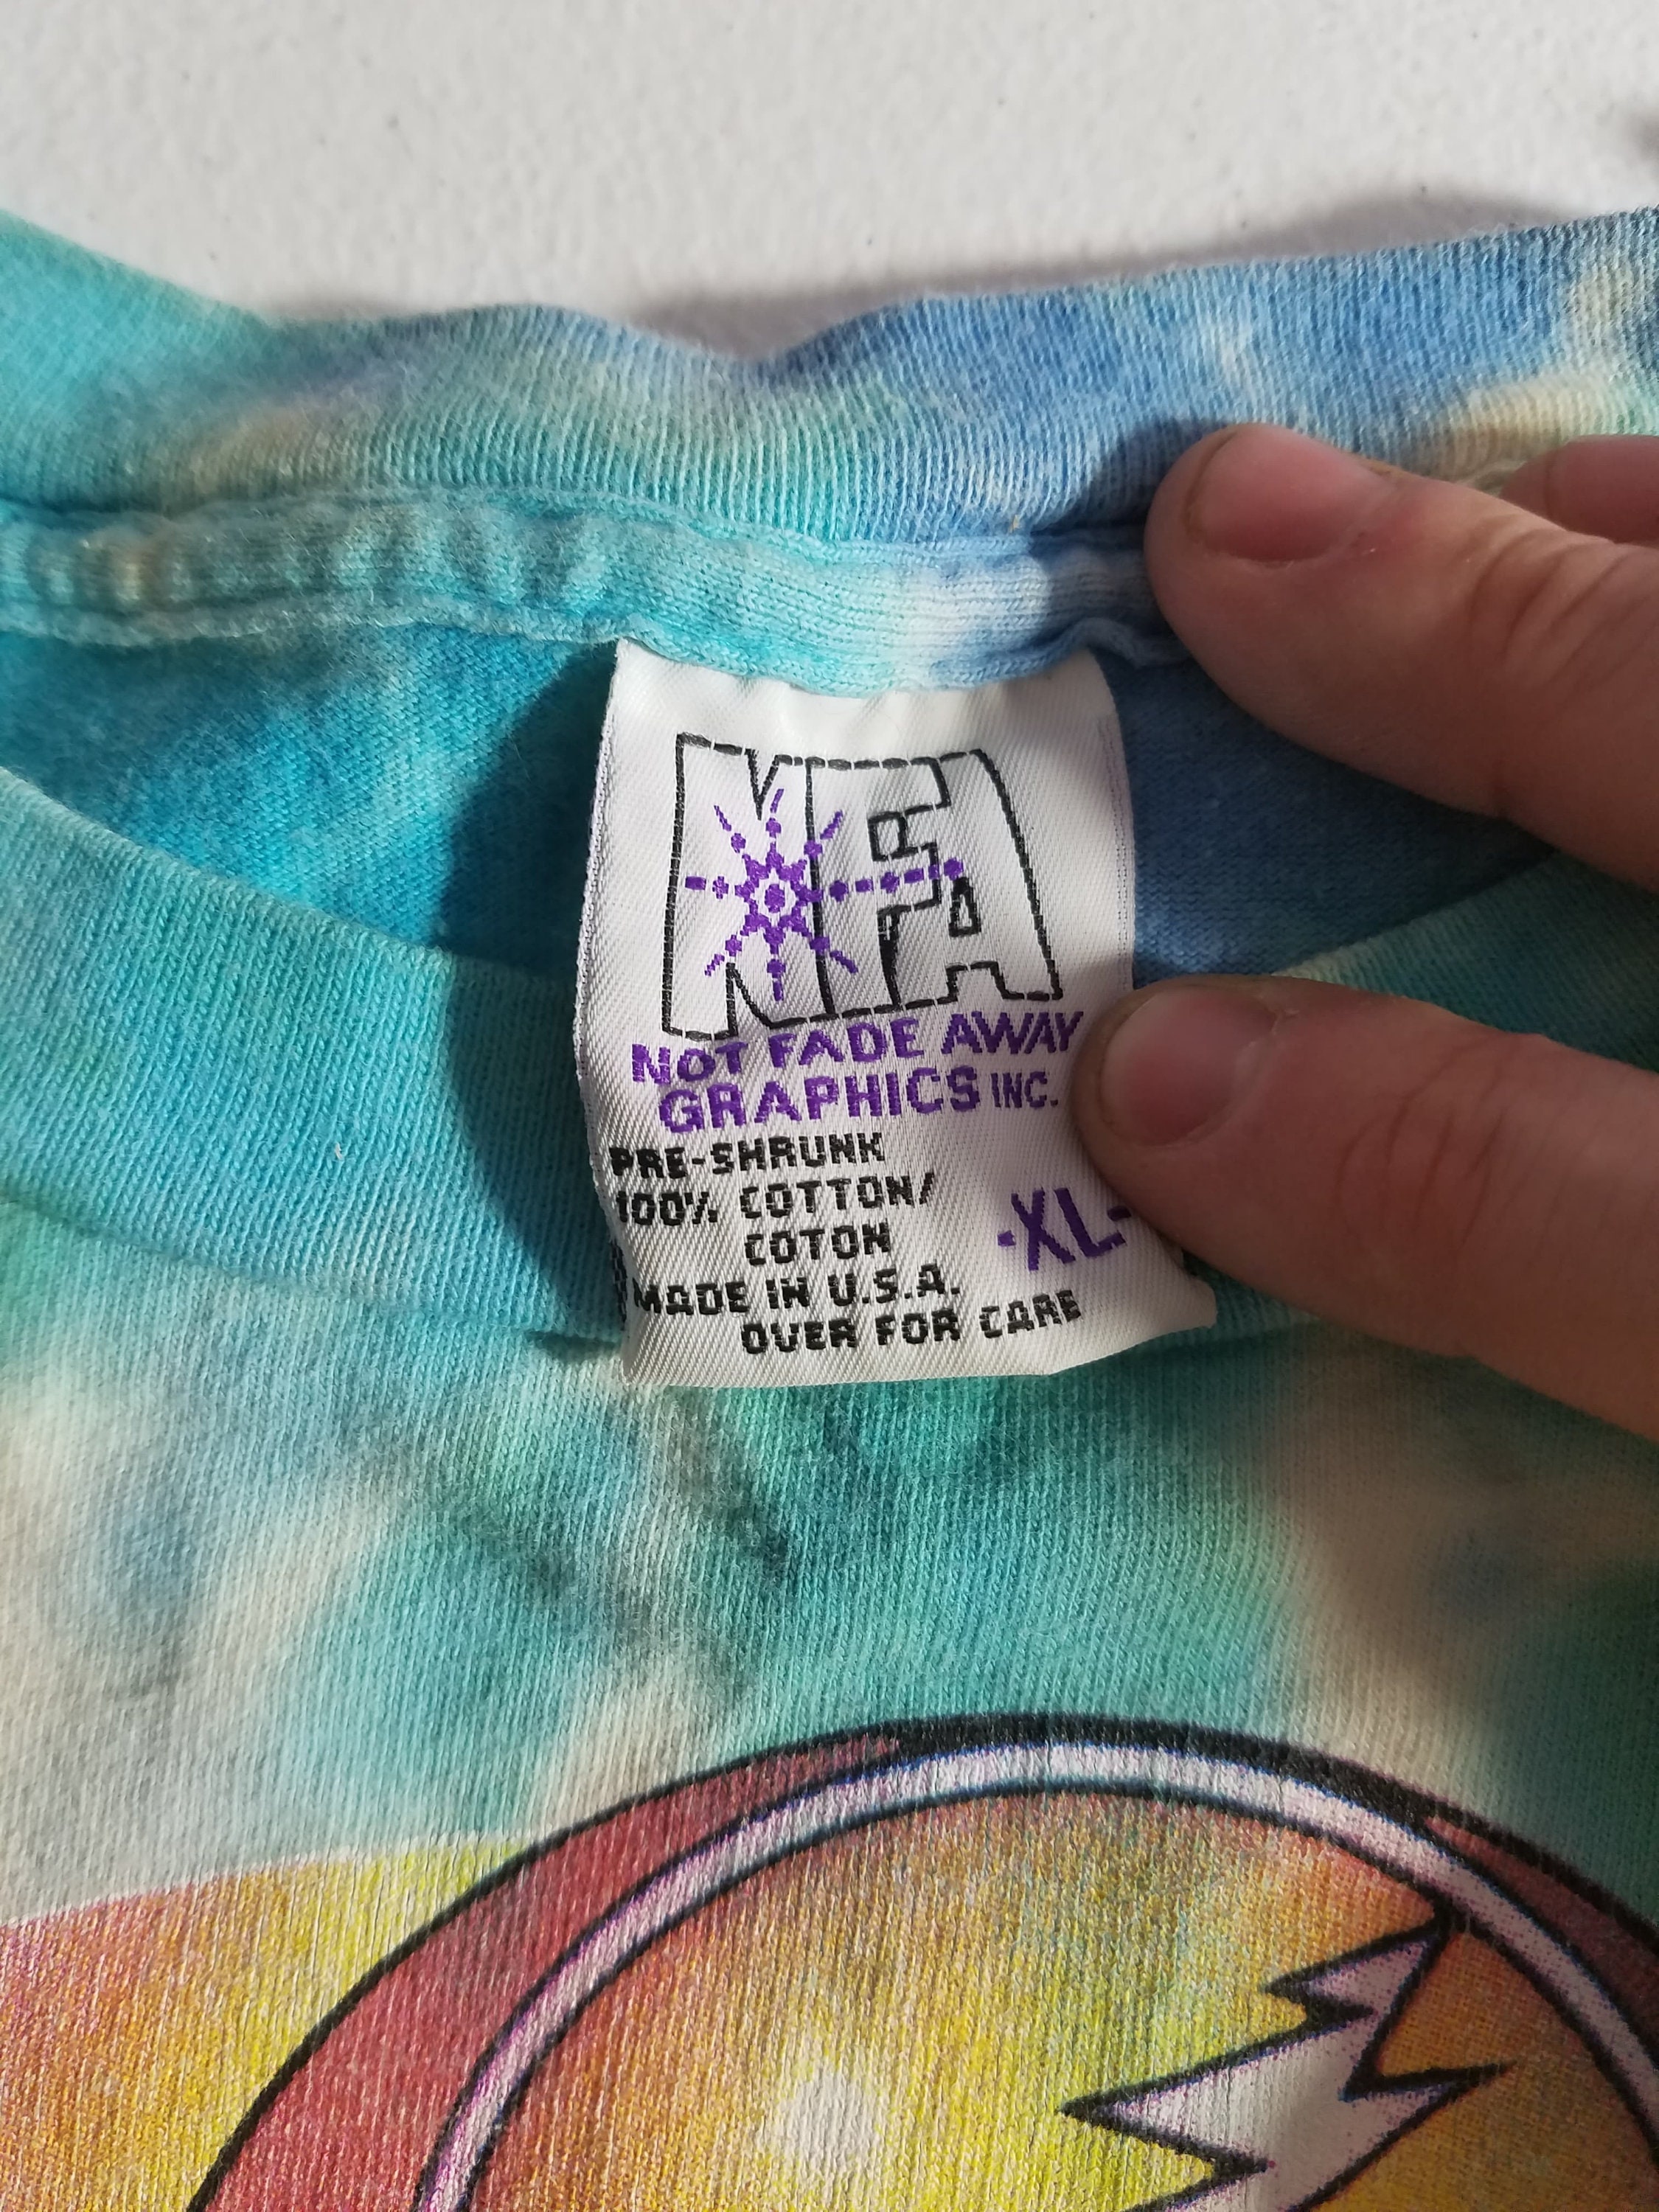 NFA
NOT FADE AWAY
GRAPHICS INC.
PRE-SHRUNK
100% COTTON/
COTON
-XL-
MADE IN U.S.A.
OVER FOR CARE